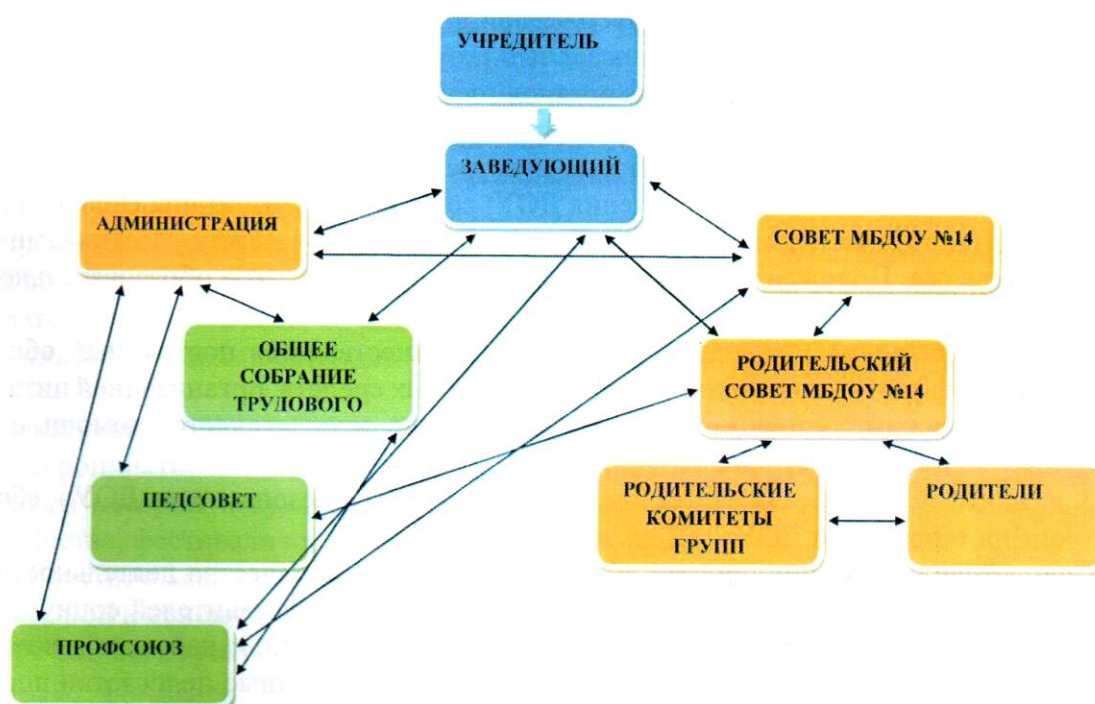 УЧРЕДИТЕЛЬ
ЗАВЕДУЮЩИЙ
АДМИНИСТРАЦИЯ
СОВЕТ МБДОУ №14
ОБЩЕЕ
СОБРАНИЕ
ТРУДОВОГО
РОДИТЕЛЬСКИЙ
СОВЕТ МБДОУ №14
ПЕДСОВЕТ
РОДИТЕЛЬСКИЕ
КОМИТЕТЫ
ГРУПП
РОДИТЕЛИ
ПРОФСОЮЗ